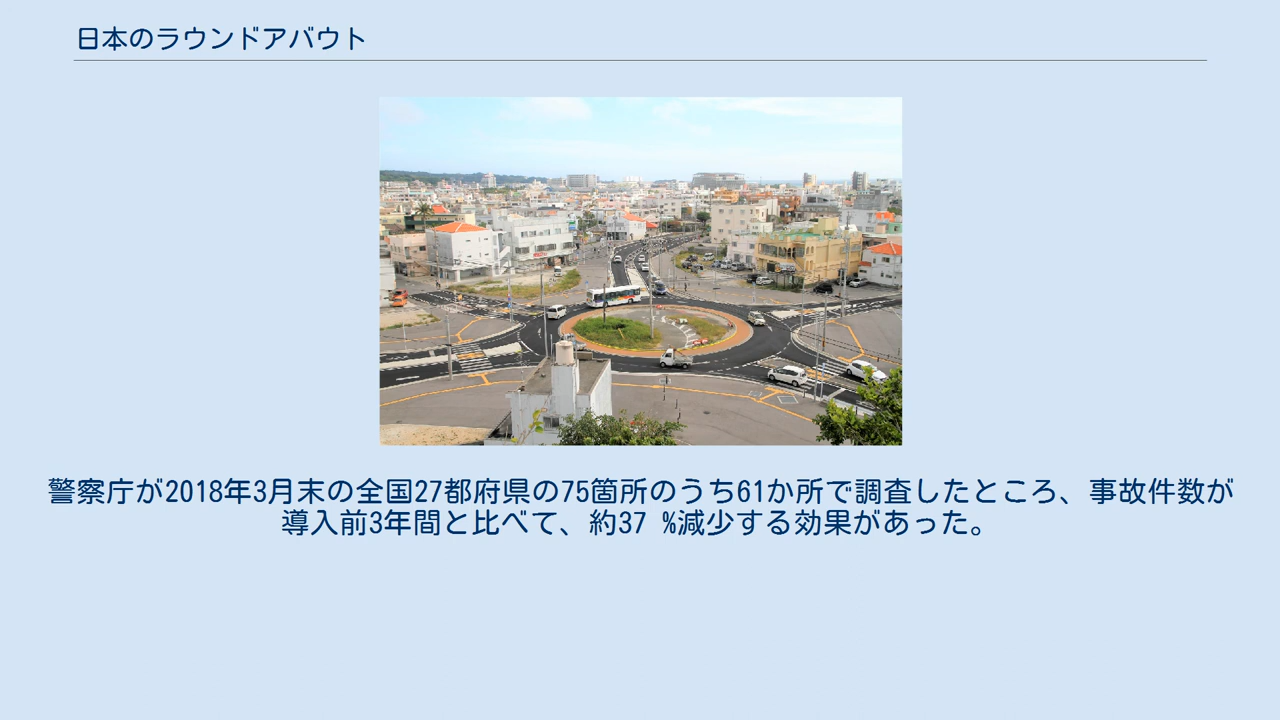 日本のラウンドアバウト
警察庁が2018年3月末の全国27都府県の75箇所のうち61か所で調査したところ、事故件数が
導入前3年間と比べて、約37 %減少する効果があった。